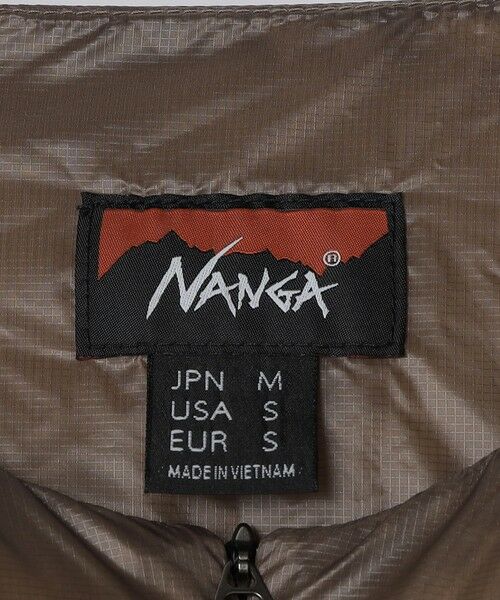 NANGA®
JPN M
USA S
EUR S
MADE IN VIETNAM